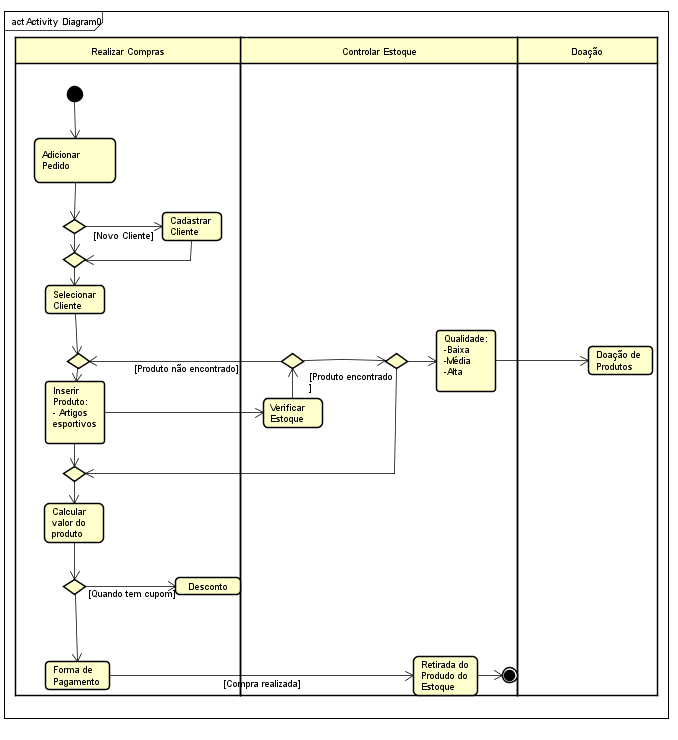 act Activity Diagram0
Realizar Compras
Controlar Estoque
Doação
Adicionar
Pedido
[Novo Cliente]
Cadastrar
Cliente
Selecionar
Cliente
[Produto não encontrado]
[Produto encontrado
]
Qualidade:
-Baixa
-Média
-Alta
Doação de
Produtos
Inserir
Produto:
- Artigos
esportivos
Verificar
Estoque
Calcular
valor do
produto
[Quando tem cupom]
Desconto
Forma de
Pagamento
[Compra realizada]
Retirada do
Produdo do
Estoque